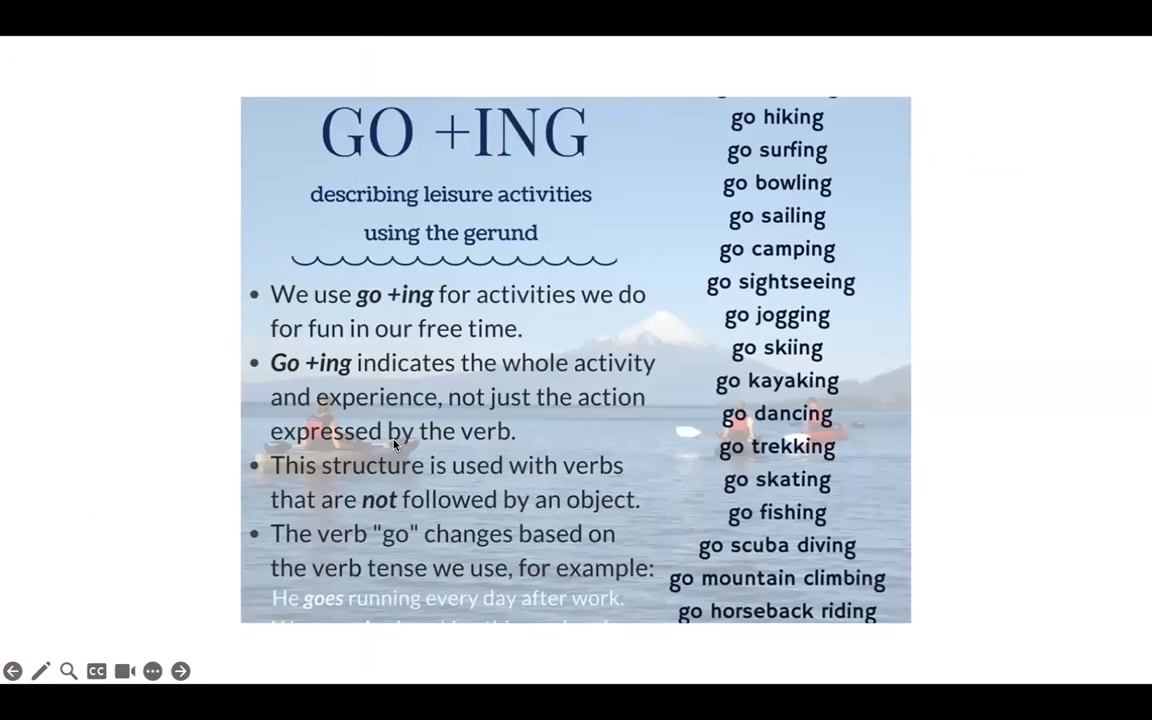 GO +ING
describing leisure activities
using the gerund
• We use go +ing for activities we do
for fun in our free time.
• Go +ing indicates the whole activity
and experience, not just the action
expressed by the verb.
• This structure is used with verbs
that are not followed by an object.
• The verb "go" changes based on
the verb tense we use, for example:
He goes running every day after work.
go hiking
go surfing
go bowling
go sailing
go camping
go sightseeing
go jogging
go skiing
go kayaking
go dancing
go trekking
go skating
go fishing
go scuba diving
go mountain climbing
go horseback riding
CC